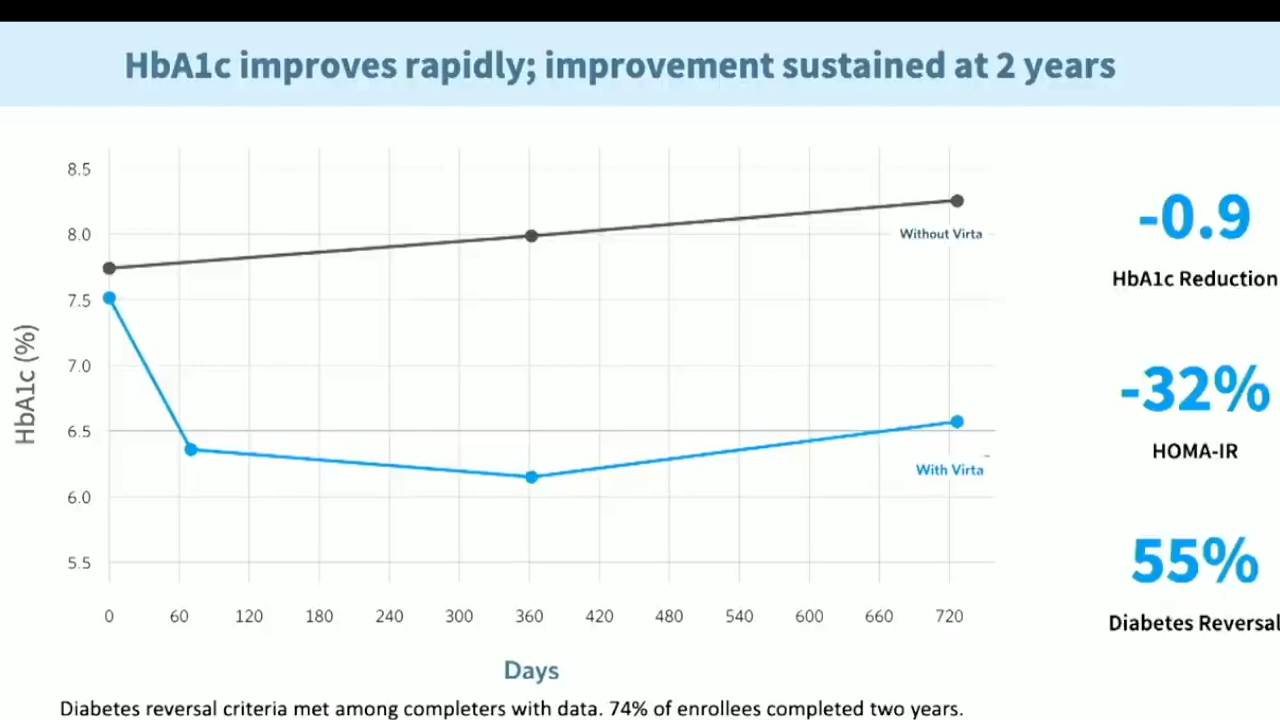 HbA1c improves rapidly; improvement sustained at 2 years
8.5
8.0
7.5
7.0
6.5
6.0
5.5
HbA1c (%)
0 60 120 180 240 300 360 420 480 540 600 660 720
Days
Without Virta
With Virta
-0.9
HbA1c Reduction
-32%
HOMA-IR
55%
Diabetes Reversal
Diabetes reversal criteria met among completers with data. 74% of enrollees completed two years.